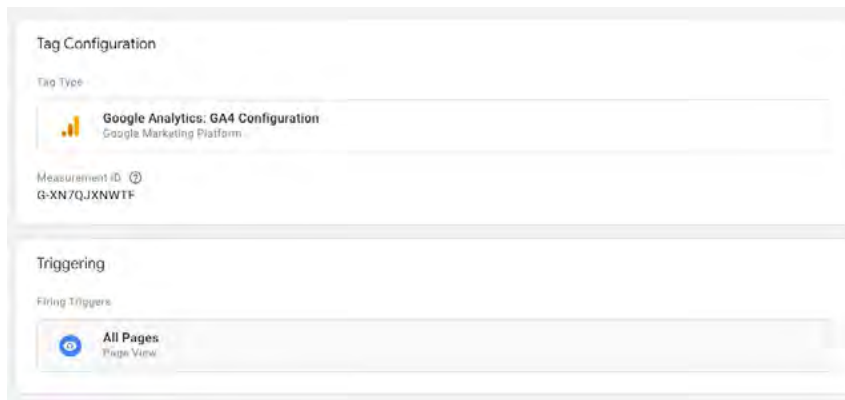 Tag Configuration
Tag Type
Google Analytics: GA4 Configuration
Google Marketing Platform
Measurement ID
G-XN7QJXNWTF
Triggering
Firing Triggers
All Pages
Page View